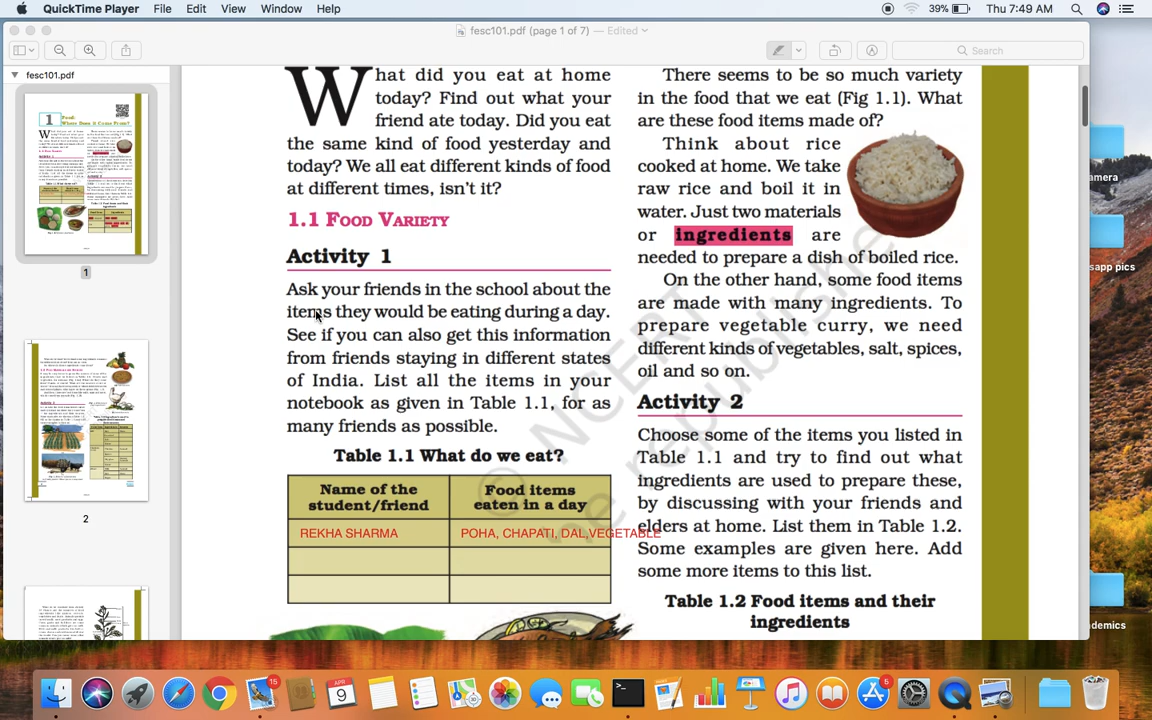 QuickTime Player File Edit View Window Help
39% Thu 7:49 AM
fesc101.pdf (page 1 of 7) — Edited
Search
fesc101.pdf
1
2
What did you eat at home
today? Find out what your
friend ate today. Did you eat
the same kind of food yesterday and
today? We all eat different kinds of food
at different times, isn't it?
1.1 FOOD VARIETY
Activity 1
Ask your friends in the school about the
items they would be eating during a day.
See if you can also get this information
from friends staying in different states
of India. List all the items in your
notebook as given in Table 1.1, for as
many friends as possible.
Table 1.1 What do we eat?
Name of the
student/friend
Food items
eaten in a day
REKHA SHARMA
POHA, CHAPATI, DAL,VEGETABLE
There seems to be so much variety
in the food that we eat (Fig 1.1). What
are these food items made of?
Think about rice
cooked at home. We take
raw rice and boil it in
water. Just two materials
or ingredients are
needed to prepare a dish of boiled rice.
On the other hand, some food items
are made with many ingredients. To
prepare vegetable curry, we need
different kinds of vegetables, salt, spices,
oil and so on.
Activity 2
Choose some of the items you listed in
Table 1.1 and try to find out what
ingredients are used to prepare these,
by discussing with your friends and
elders at home. List them in Table 1.2.
Some examples are given here. Add
some more items to this list.
Table 1.2 Food items and their
ingredients
© NCERT
be republishe
amera
sapp pics
demics
15
APR
9
5